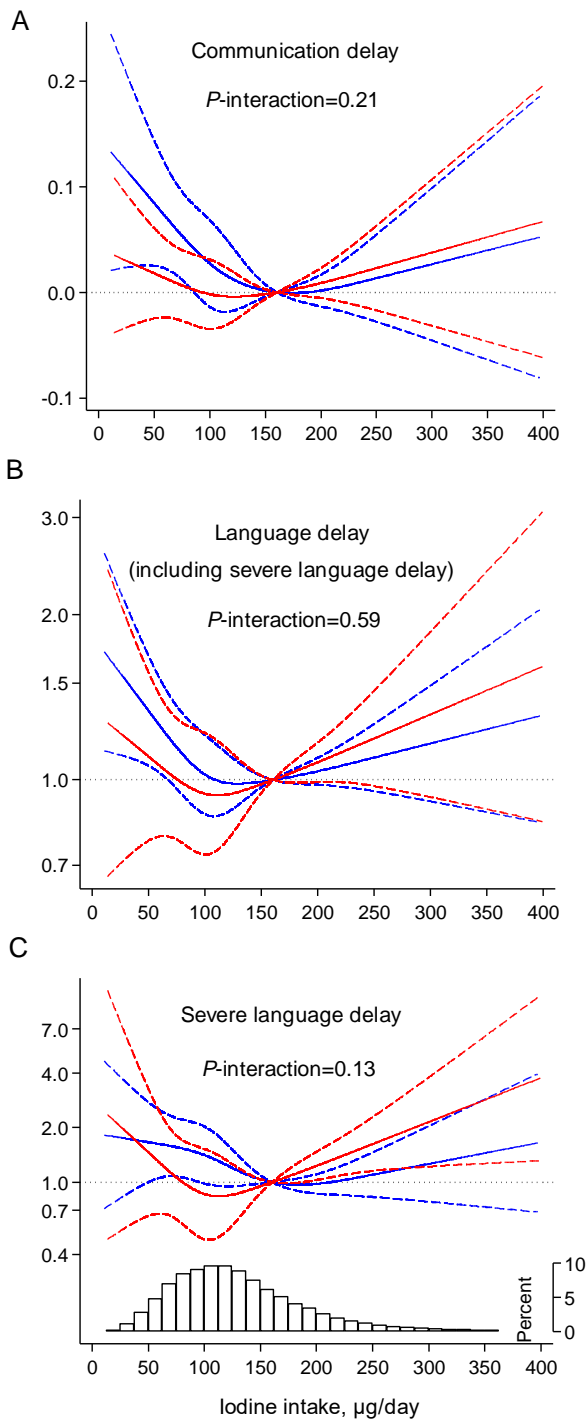 A
Communication delay
P-interaction=0.21
0.2
0.1
0.0
-0.1
0 50 100 150 200 250 300 350 400
B
Language delay
(including severe language delay)
P-interaction=0.59
3.0
2.0
1.5
1.0
0.7
0 50 100 150 200 250 300 350 400
C
Severe language delay
P-interaction=0.13
7.0
4.0
2.0
1.0
0.7
0.4
10
5
0
Percent
0 50 100 150 200 250 300 350 400
Iodine intake, µg/day